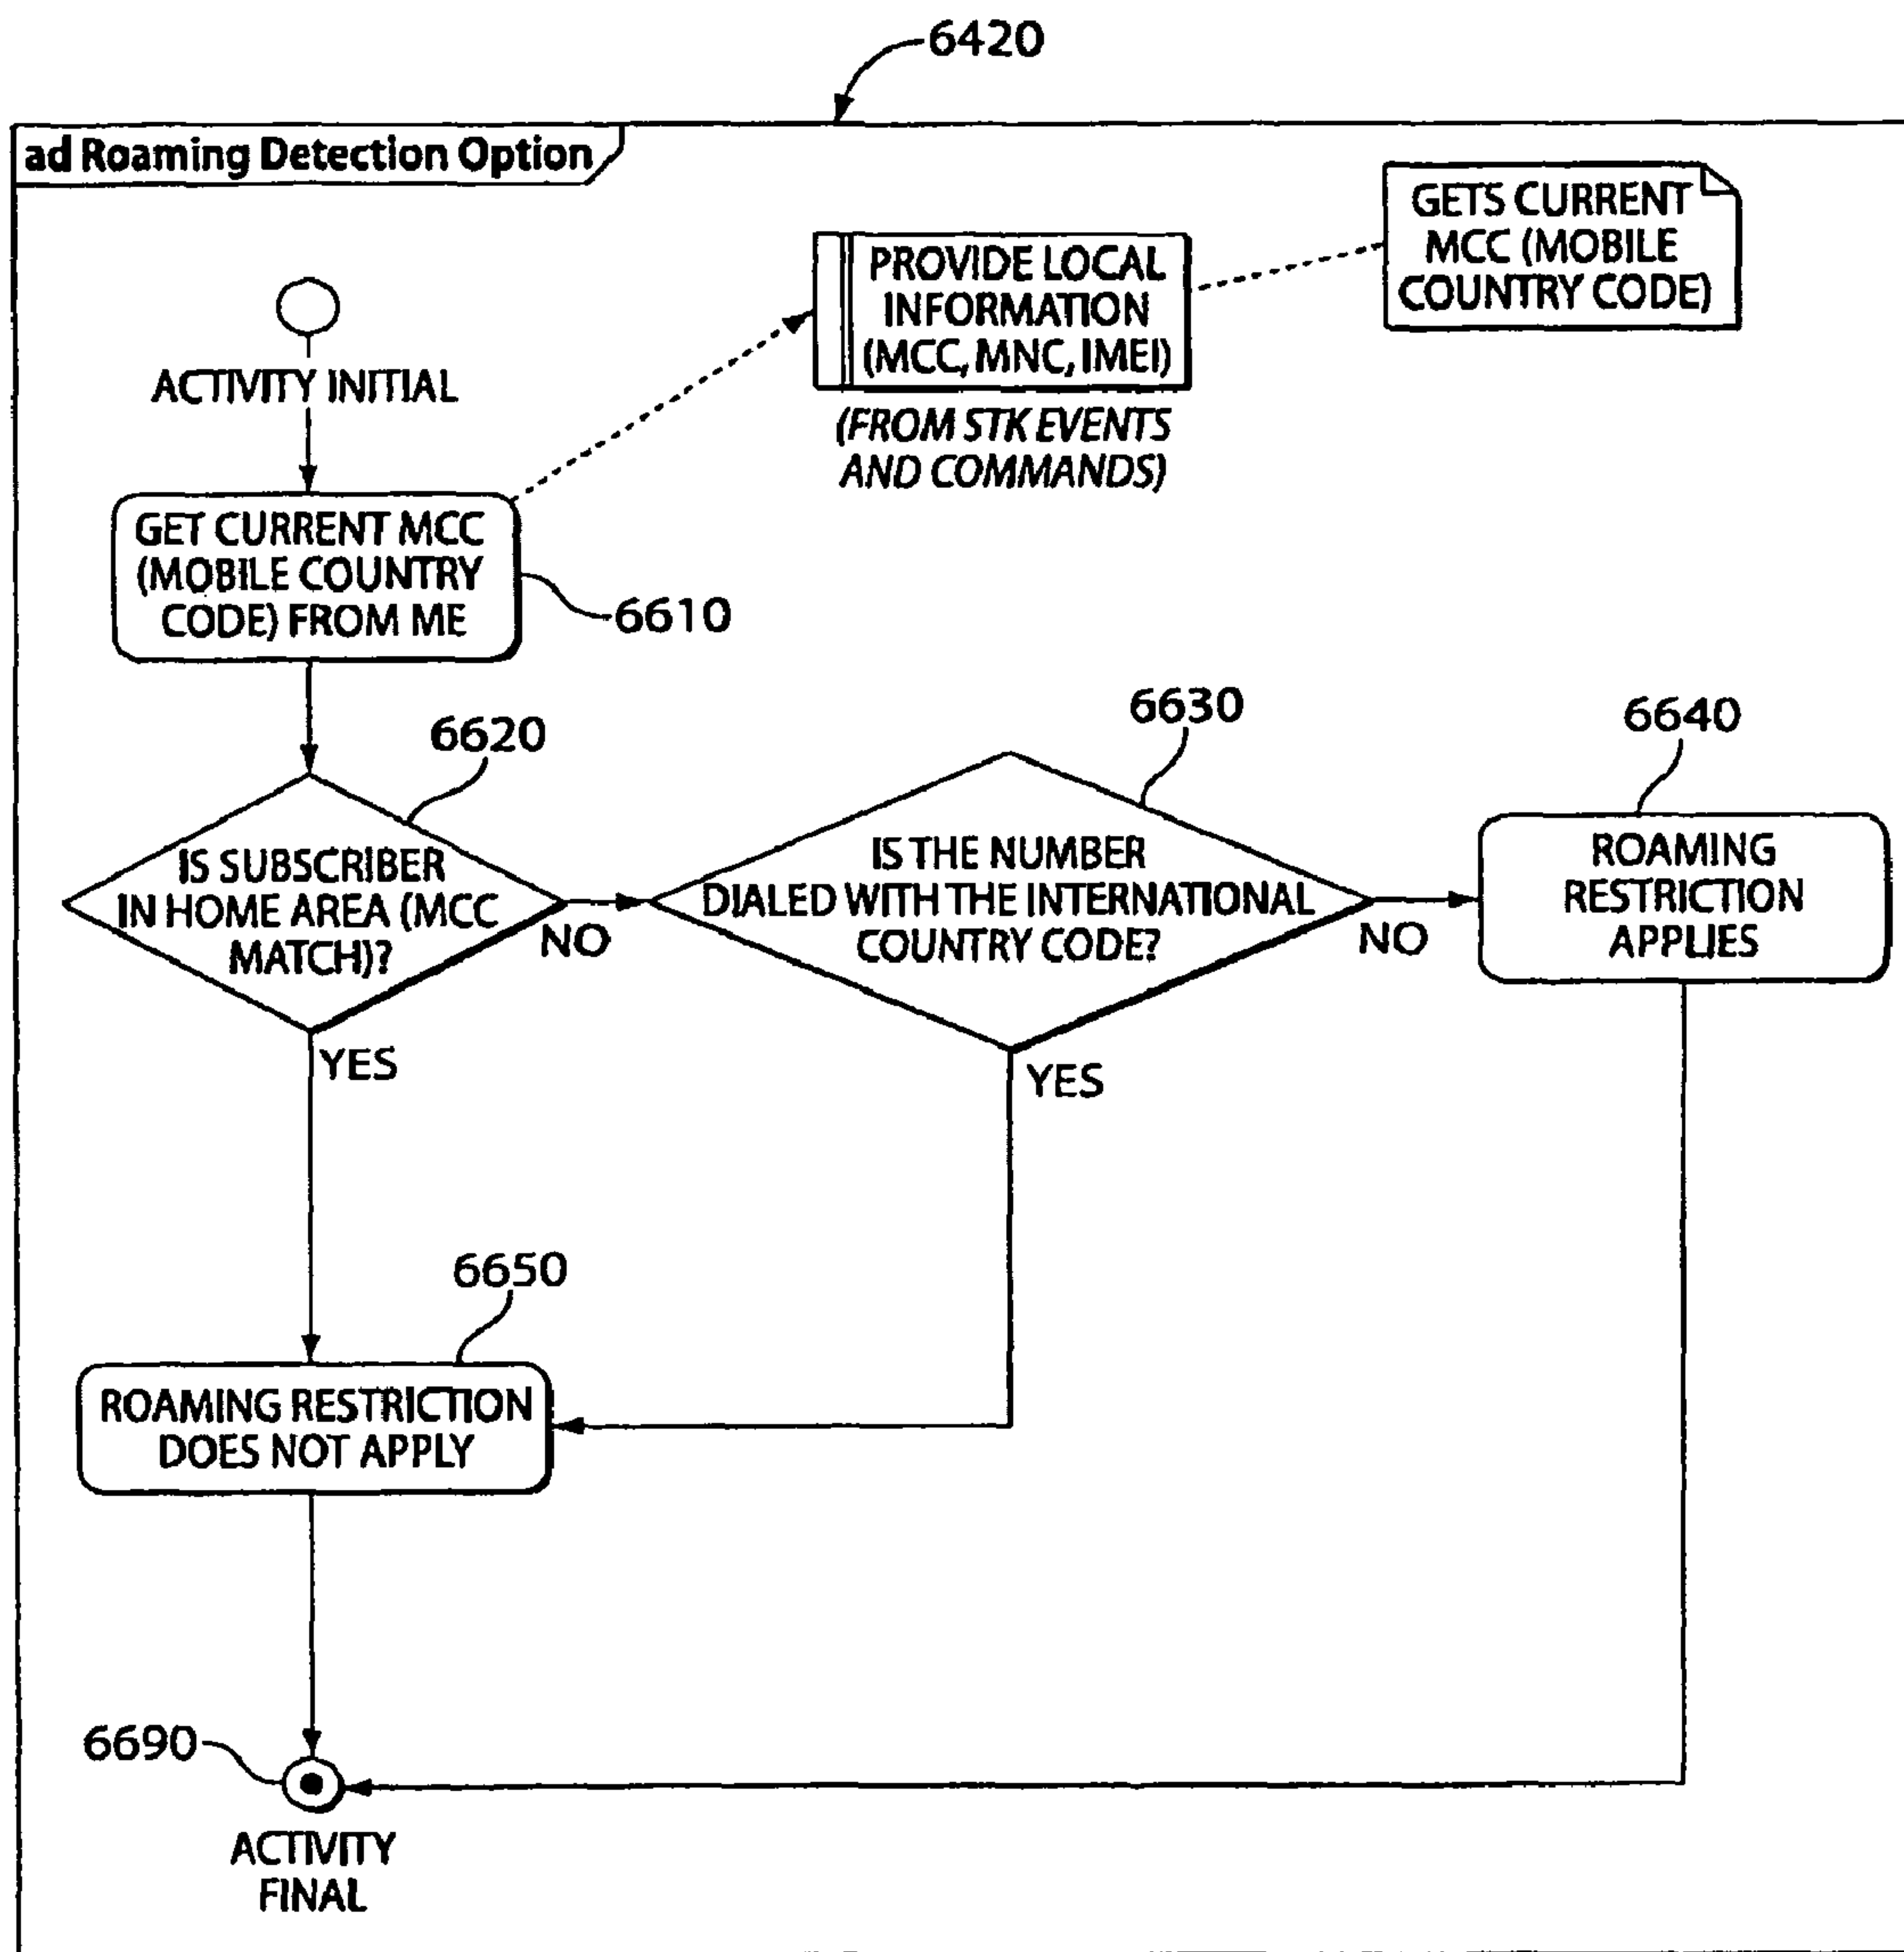 6420
ad Roaming Detection Option
GETS CURRENT
MCC (MOBILE
COUNTRY CODE)
PROVIDE LOCAL
INFORMATION
(MCC, MNC, IMEI)
(FROM STK EVENTS
AND COMMANDS)
ACTIVITY INITIAL
GET CURRENT MCC
(MOBILE COUNTRY
CODE) FROM ME
6610
6620
IS SUBSCRIBER
IN HOME AREA (MCC
MATCH)?
NO
YES
6630
IS THE NUMBER
DIALED WITH THE INTERNATIONAL
COUNTRY CODE?
NO
YES
6640
ROAMING
RESTRICTION
APPLIES
6650
ROAMING RESTRICTION
DOES NOT APPLY
6690
ACTIVITY
FINAL